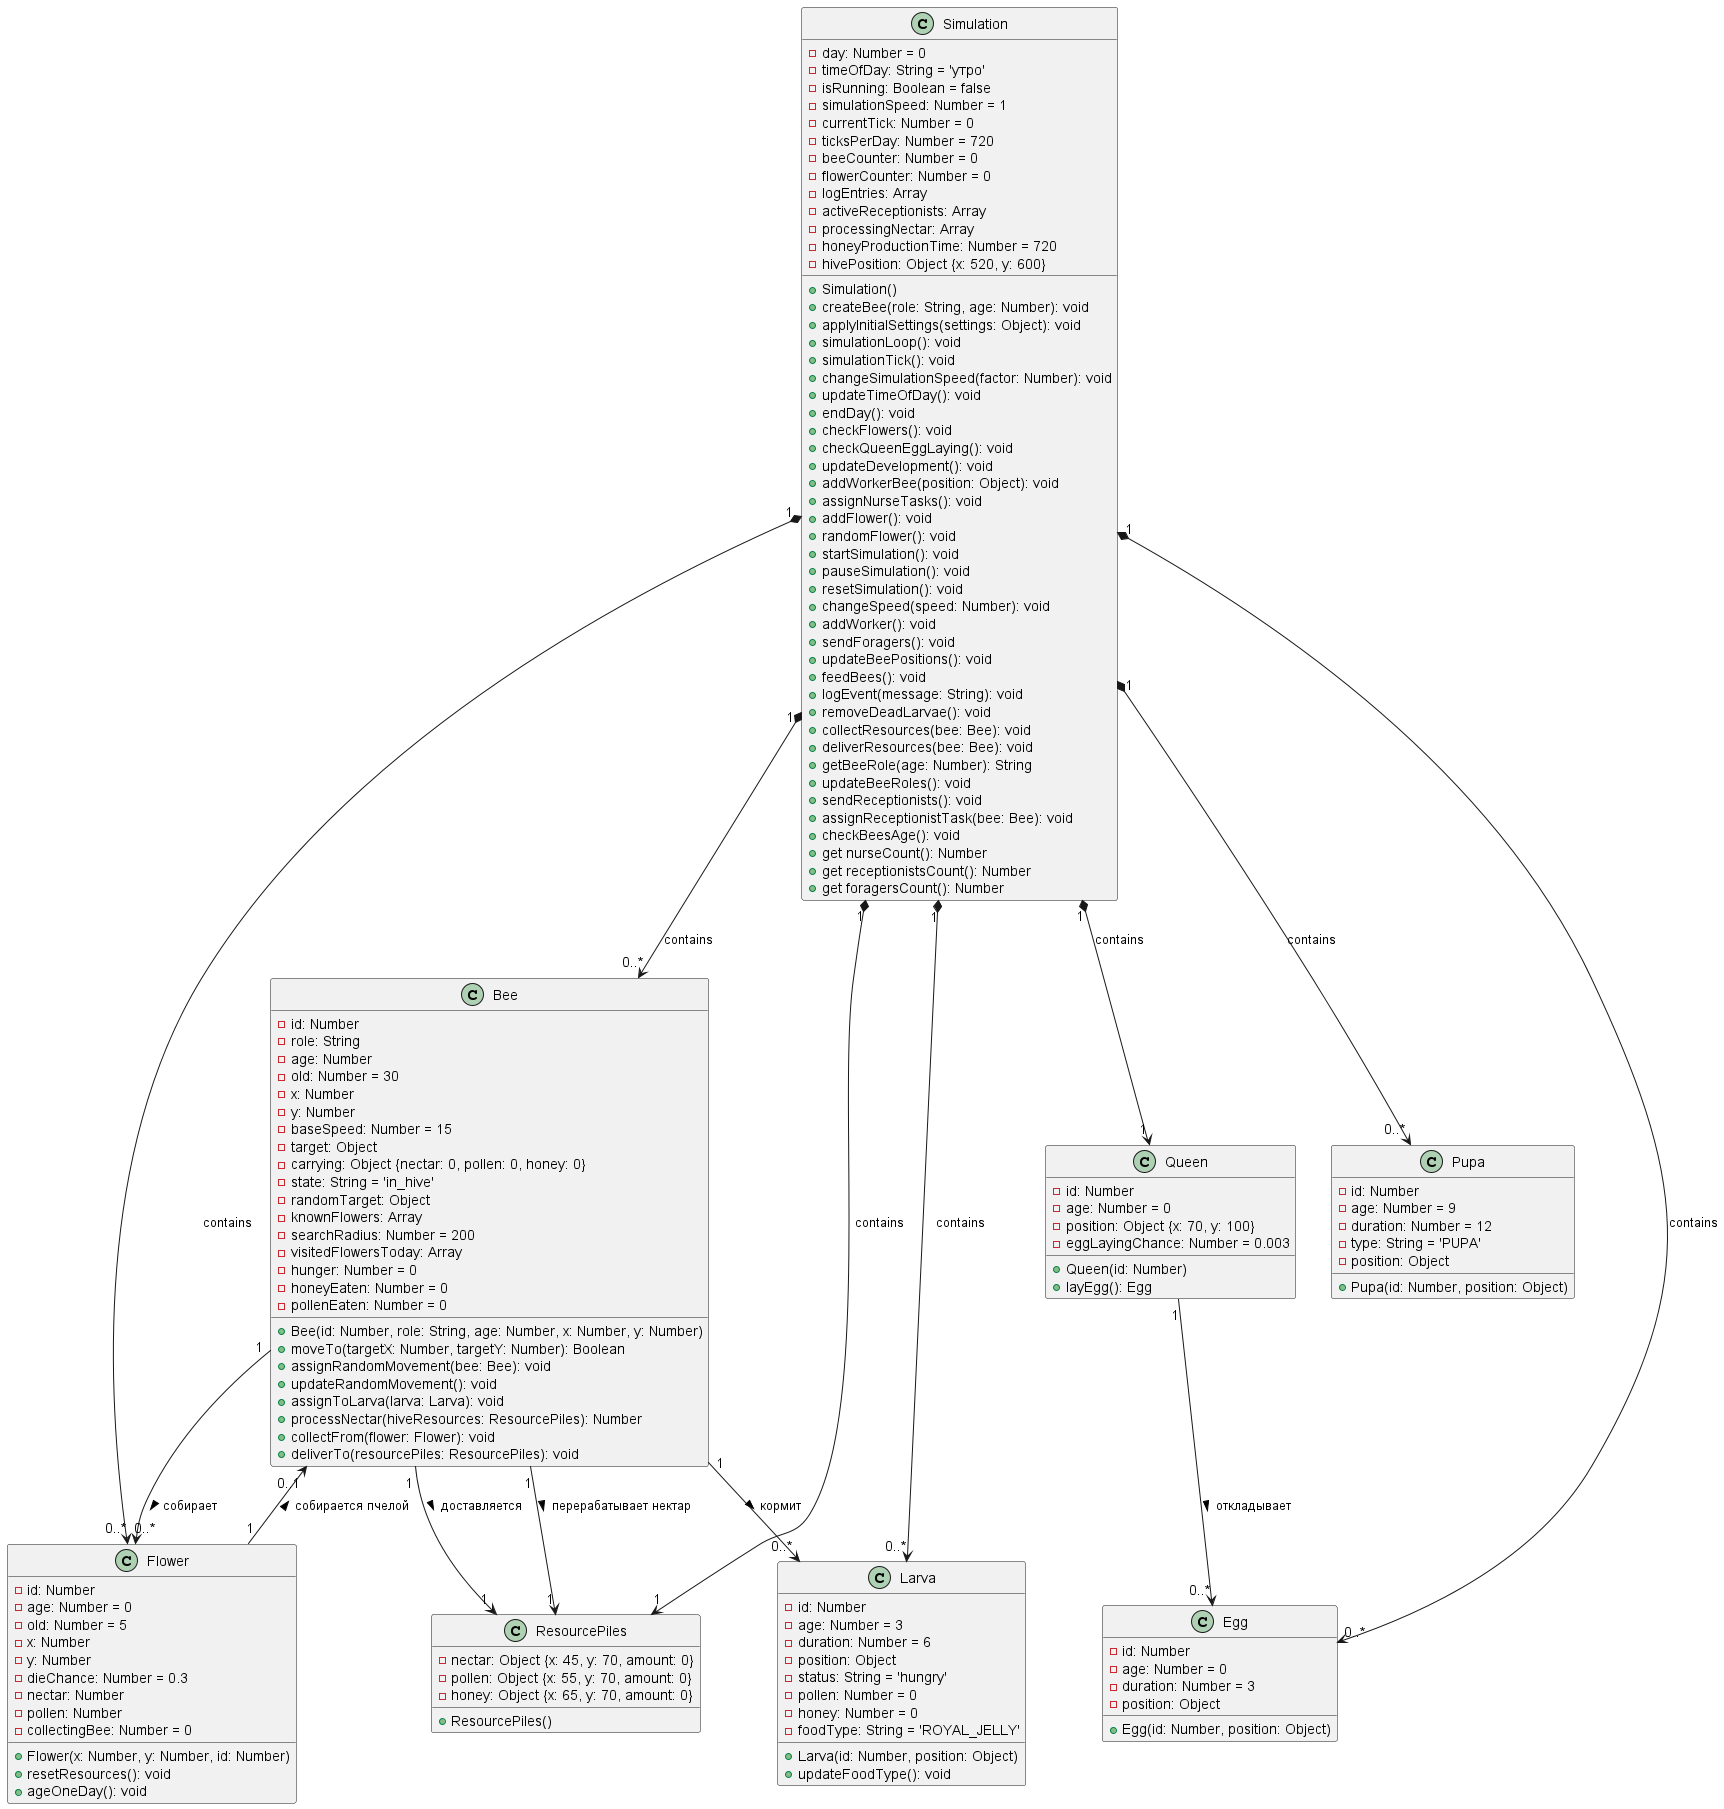 C Simulation
day: Number = 0
timeOfDay: String = 'утро'
isRunning: Boolean = false
simulationSpeed: Number = 1
currentTick: Number = 0
ticksPerDay: Number = 720
beeCounter: Number = 0
flowerCounter: Number = 0
logEntries: Array
activeReceptionists: Array
processingNectar: Array
honeyProductionTime: Number = 720
hivePosition: Object {x: 520, y: 600}
Simulation()
createBee(role: String, age: Number): void
applyInitialSettings(settings: Object): void
simulationLoop(): void
simulationTick(): void
changeSimulationSpeed(factor: Number): void
updateTimeOfDay(): void
endDay(): void
checkFlowers(): void
checkQueenEggLaying(): void
updateDevelopment(): void
addWorkerBee(position: Object): void
assignNurseTasks(): void
addFlower(): void
randomFlower(): void
startSimulation(): void
pauseSimulation(): void
resetSimulation(): void
changeSpeed(speed: Number): void
addWorker(): void
sendForagers(): void
updateBeePositions(): void
feedBees(): void
logEvent(message: String): void
removeDeadLarvae(): void
collectResources(bee: Bee): void
deliverResources(bee: Bee): void
getBeeRole(age: Number): String
updateBeeRoles(): void
sendReceptionists(): void
assignReceptionistTask(bee: Bee): void
checkBeesAge(): void
get nurseCount(): Number
get receptionistsCount(): Number
get foragersCount(): Number
1
1
1
1
1
1
1
1
contains
contains
contains
0..*
C Bee
id: Number
role: String
age: Number
old: Number = 30
x: Number
y: Number
baseSpeed: Number = 15
target: Object
carrying: Object {nectar: 0, pollen: 0, honey: 0}
state: String = 'in_hive'
randomTarget: Object
knownFlowers: Array
searchRadius: Number = 200
visitedFlowersToday: Array
hunger: Number = 0
honeyEaten: Number = 0
pollenEaten: Number = 0
Bee(id: Number, role: String, age: Number, x: Number, y: Number)
moveTo(targetX: Number, targetY: Number): Boolean
assignRandomMovement(bee: Bee): void
updateRandomMovement(): void
assignToLarva(larva: Larva): void
processNectar(hiveResources: ResourcePiles): Number
collectFrom(flower: Flower): void
deliverTo(resourcePiles: ResourcePiles): void
0..*
C Queen
id: Number
age: Number = 0
position: Object {x: 70, y: 100}
eggLayingChance: Number = 0.003
Queen(id: Number)
layEgg(): Egg
C Pupa
id: Number
age: Number = 9
duration: Number = 12
type: String = 'PUPA'
position: Object
Pupa(id: Number, position: Object)
contains
contains
contains
contains
1
1
1
1
1
0..1
собирает
собирается пчелой
доставляется
перерабатывает нектар
кормит
откладывает
0..*
0..*
1
1
1
1
0..*
0..*
0..*
0..*
C Flower
id: Number
age: Number = 0
old: Number = 5
x: Number
y: Number
dieChance: Number = 0.3
nectar: Number
pollen: Number
collectingBee: Number = 0
Flower(x: Number, y: Number, id: Number)
resetResources(): void
ageOneDay(): void
C ResourcePiles
nectar: Object {x: 45, y: 70, amount: 0}
pollen: Object {x: 55, y: 70, amount: 0}
honey: Object {x: 65, y: 70, amount: 0}
ResourcePiles()
C Larva
id: Number
age: Number = 3
duration: Number = 6
position: Object
status: String = 'hungry'
pollen: Number = 0
honey: Number = 0
foodType: String = 'ROYAL_JELLY'
Larva(id: Number, position: Object)
updateFoodType(): void
C Egg
id: Number
age: Number = 0
duration: Number = 3
position: Object
Egg(id: Number, position: Object)